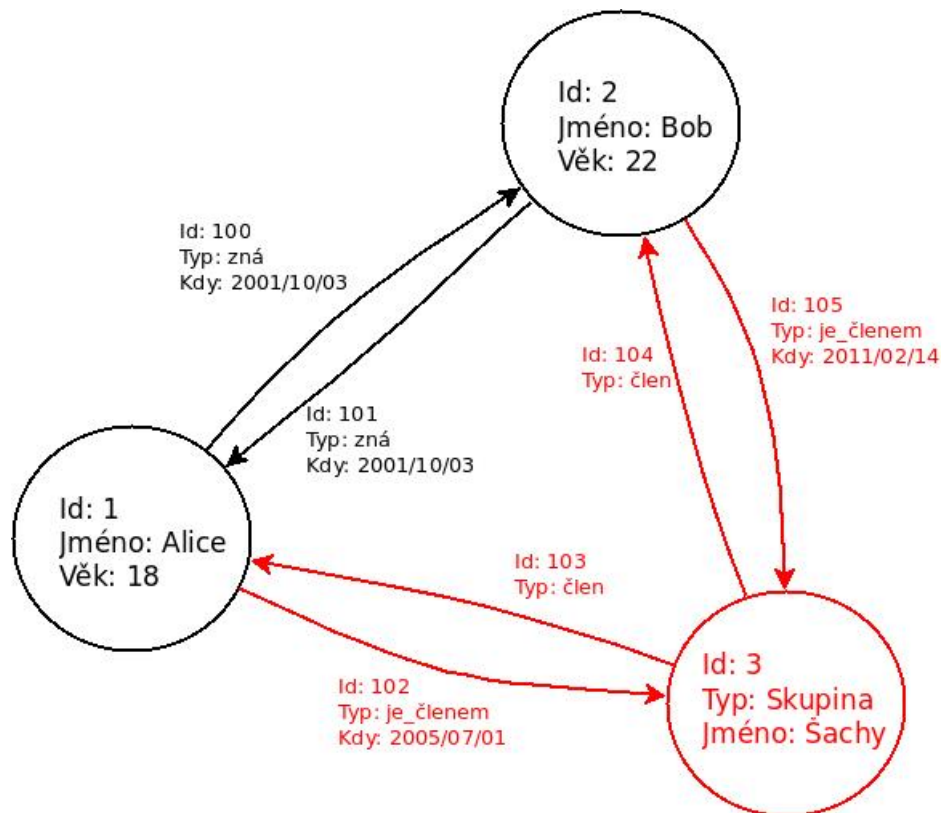 Id: 2
Jméno: Bob
Věk: 22
Id: 100
Typ: zná
Kdy: 2001/10/03
Id: 105
Typ: je_členem
Kdy: 2011/02/14
Id: 104
Typ: člen
Id: 101
Typ: zná
Kdy: 2001/10/03
Id: 1
Jméno: Alice
Věk: 18
Id: 103
Typ: člen
Id: 3
Typ: Skupina
Jméno: Šachy
Id: 102
Typ: je_členem
Kdy: 2005/07/01